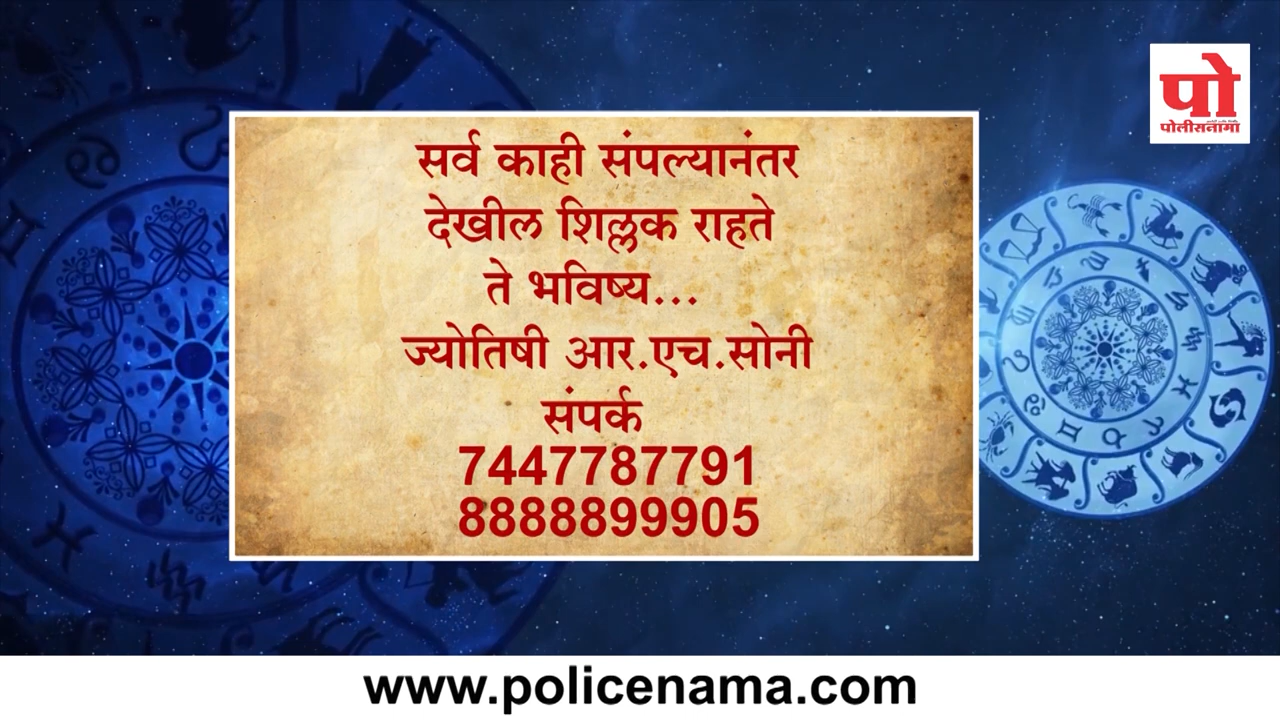 पो
पोलीसनामा
सर्व काही संपल्यानंतर
देखील शिल्लक राहते
ते भविष्य...
ज्योतिषी आर.एच.सोनी
संपर्क
7447787791
8888899905
www.policenama.com